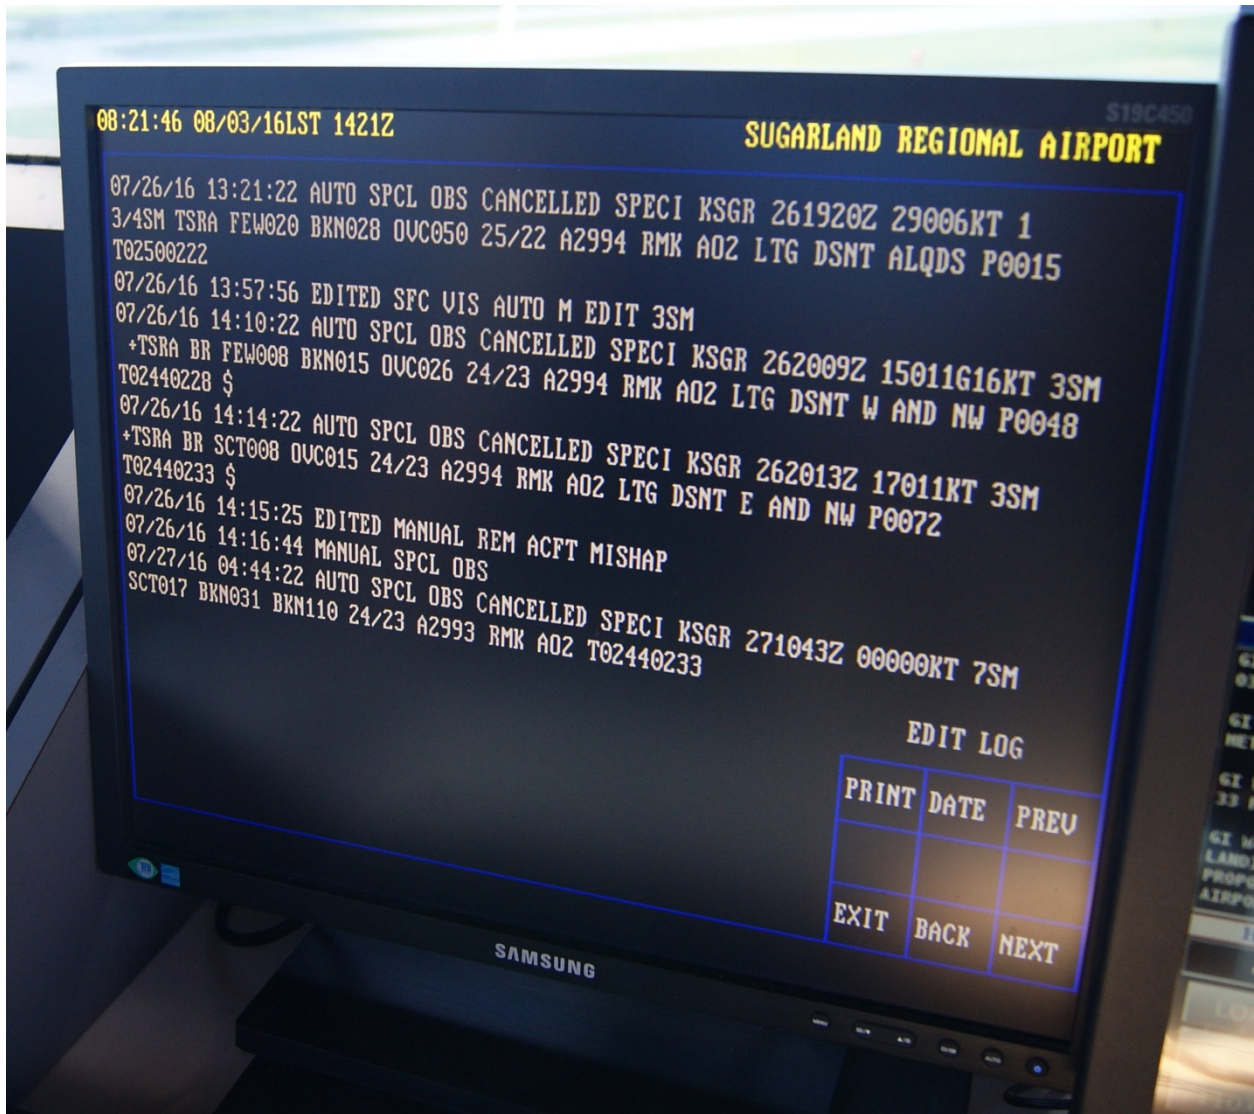 S19C450
08:21:46 08/03/16LST 1421Z
SUGARLAND REGIONAL AIRPORT
07/26/16 13:21:22 AUTO SPCL OBS CANCELLED SPECI KSGR 261920Z 29006KT 1
3/4SM TSRA FEW020 BKN028 OVC050 25/22 A2994 RMK AO2 LTG DSNT ALQDS P0015
T02500222
07/26/16 13:57:56 EDITED SFC VIS AUTO M EDIT 3SM
07/26/16 14:10:22 AUTO SPCL OBS CANCELLED SPECI KSGR 262009Z 15011G16KT 3SM
+TSRA BR FEW008 BKN015 OVC026 24/23 A2994 RMK AO2 LTG DSNT W AND NW P0048
T02440228 $
07/26/16 14:14:22 AUTO SPCL OBS CANCELLED SPECI KSGR 262013Z 17011KT 3SM
+TSRA BR SCT008 OVC015 24/23 A2994 RMK AO2 LTG DSNT E AND NW P0072
T02440233 $
07/26/16 14:15:25 EDITED MANUAL REM ACFT MISHAP
07/26/16 14:16:44 MANUAL SPCL OBS
07/27/16 04:44:22 AUTO SPCL OBS CANCELLED SPECI KSGR 271043Z 00000KT 7SM
SCT017 BKN031 BKN110 24/23 A2993 RMK AO2 T02440233
EDIT LOG
PRINT DATE PREV
EXIT BACK NEXT
SAMSUNG
MENU
AUTO
GI
33
GI